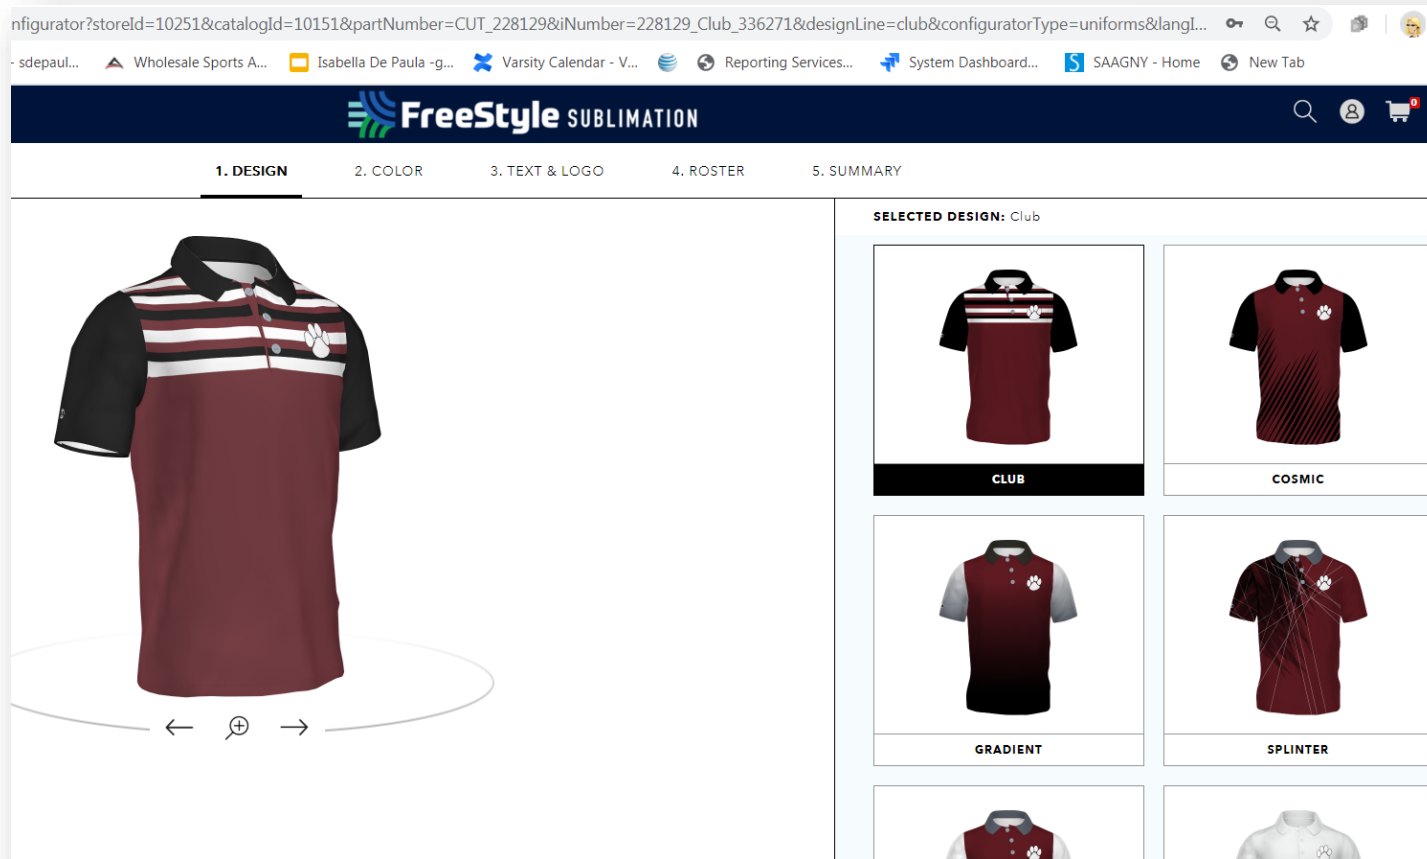 nfigurator?storeId=10251&catalogId=10151&partNumber=CUT_228129&iNumber=228129_Club_336271&designLine=club&configuratorType=uniforms&langI...
- sdepaul... Wholesale Sports A... Isabella De Paula -g... Varsity Calendar - V... Reporting Services... System Dashboard... S SAAGNY - Home New Tab
FreeStyle SUBLIMATION 0
1. DESIGN 2. COLOR 3. TEXT & LOGO 4. ROSTER 5. SUMMARY
SELECTED DESIGN: Club
CLUB COSMIC
GRADIENT SPLINTER